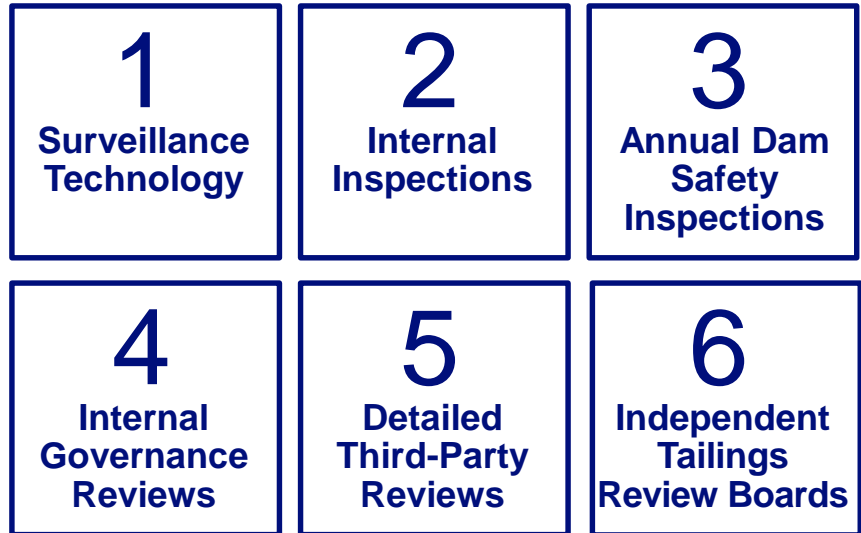 1
Surveillance
Technology
2
Internal
Inspections
3
Annual Dam
Safety
Inspections
4
Internal
Governance
Reviews
5
Detailed
Third-Party
Reviews
6
Independent
Tailings
Review Boards